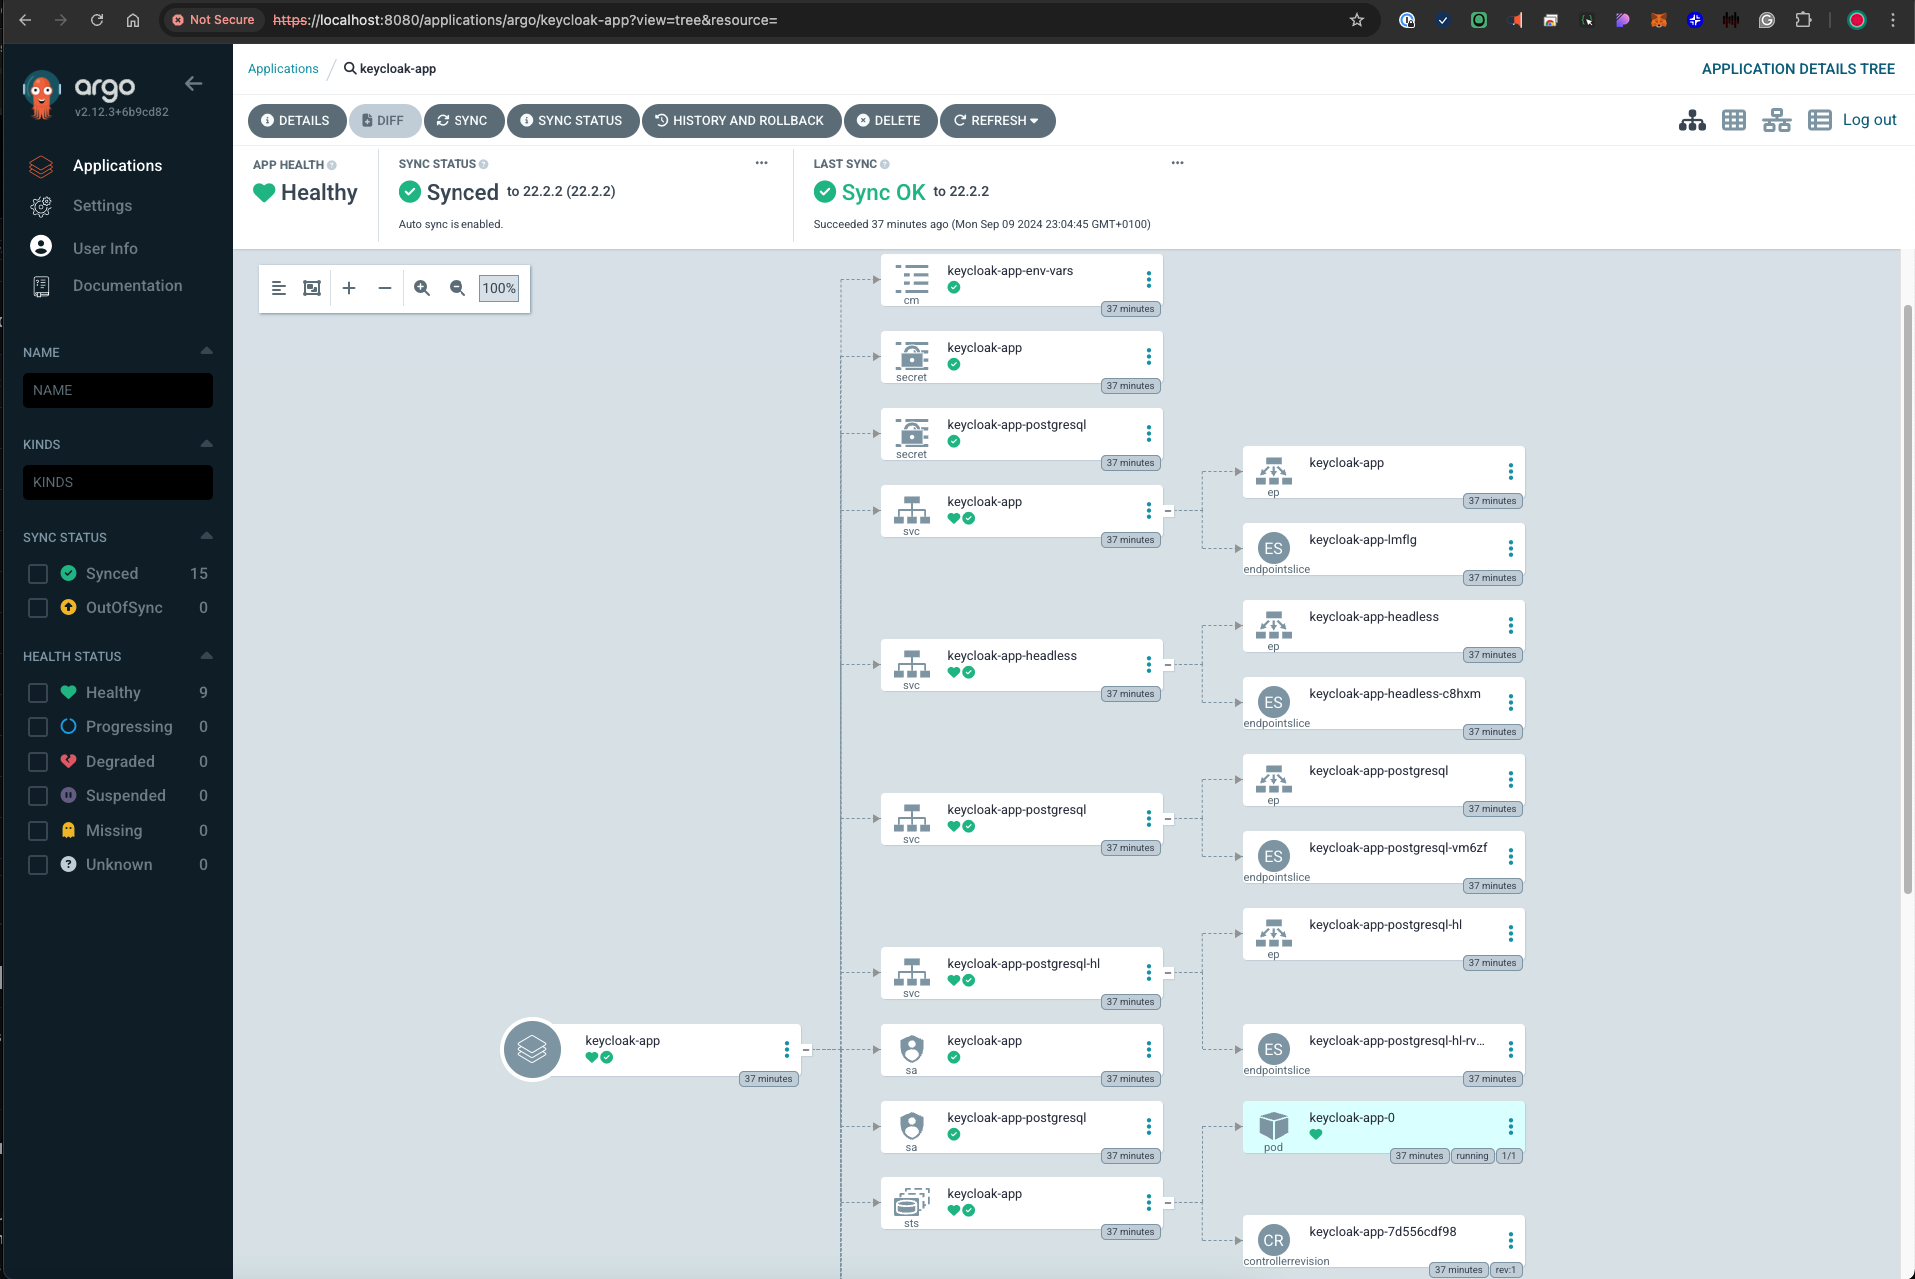 Not Secure https://localhost:8080/applications/argo/keycloak-app?view=tree&resource=
argo
v2.12.3+6b9cd82
Applications
Settings
User Info
Documentation
NAME
NAME
KINDS
KINDS
SYNC STATUS
Synced 15
OutOfSync 0
HEALTH STATUS
Healthy 9
Progressing 0
Degraded 0
Suspended 0
Missing 0
Unknown 0
Applications keycloak-app
APPLICATION DETAILS TREE
DETAILS DIFF SYNC SYNC STATUS HISTORY AND ROLLBACK DELETE REFRESH
Log out
APP HEALTH
Healthy
SYNC STATUS
Synced to 22.2.2 (22.2.2)
Auto sync is enabled.
LAST SYNC
Sync OK to 22.2.2
Succeeded 37 minutes ago (Mon Sep 09 2024 23:04:45 GMT+0100)
100%
keycloak-app
37 minutes
keycloak-app-env-vars
cm
37 minutes
keycloak-app
secret
37 minutes
keycloak-app-postgresql
secret
37 minutes
keycloak-app
svc
37 minutes
keycloak-app-headless
svc
37 minutes
keycloak-app-postgresql
svc
37 minutes
keycloak-app-postgresql-hl
svc
37 minutes
keycloak-app
sa
37 minutes
keycloak-app-postgresql
sa
37 minutes
keycloak-app
sts
37 minutes
keycloak-app
ep
37 minutes
ES keycloak-app-lmflg
endpointslice
37 minutes
keycloak-app-headless
ep
37 minutes
ES keycloak-app-headless-c8hxm
endpointslice
37 minutes
keycloak-app-postgresql
ep
37 minutes
ES keycloak-app-postgresql-vm6zf
endpointslice
37 minutes
keycloak-app-postgresql-hl
ep
37 minutes
ES keycloak-app-postgresql-hl-rv...
endpointslice
37 minutes
keycloak-app-0
pod
37 minutes running 1/1
CR keycloak-app-7d556cdf98
controllerrevision
37 minutes rev:1